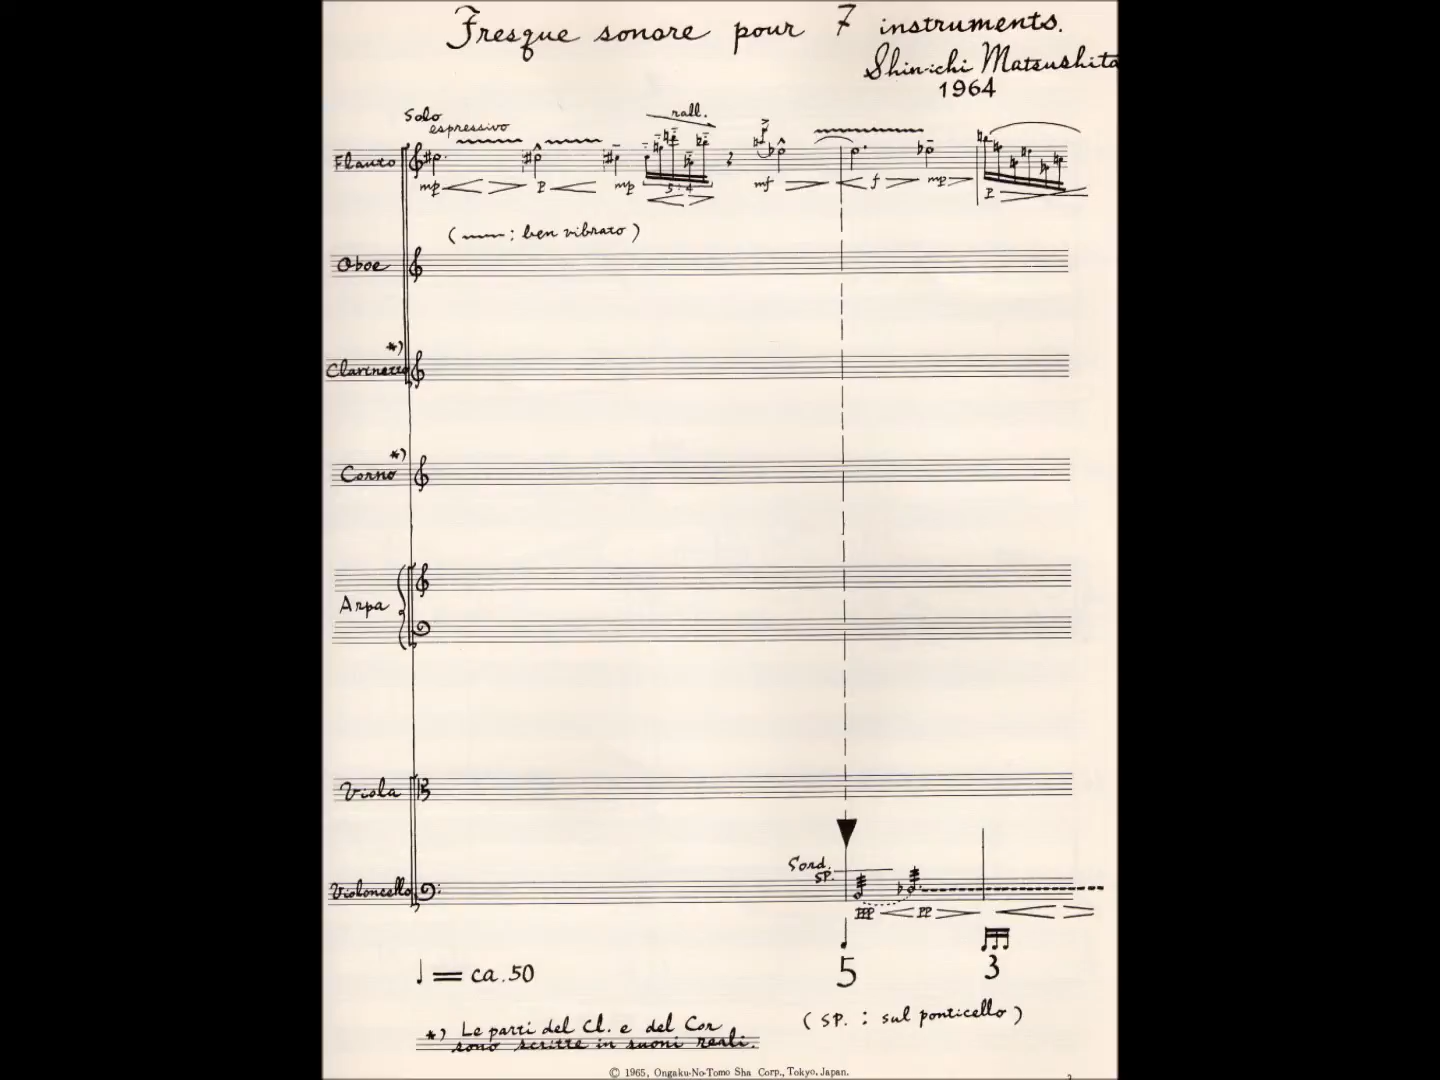 Fresque sonore pour 7 instruments.
Shin-ichi Matsushita
1964
Solo
espressivo
rall.
Flauto
mp p mp 5:4 mf f mp p
( : ben vibrato )
Oboe
*)
Clarinetto
*)
Corno
Arpa
Viola
Sord.
SP.
Violoncello
ppp pp
5 3
♩ = ca. 50
( SP. : sul ponticello )
*) Le parti del Cl. e del Cor
sono scritte in suoni reali.
© 1965, Ongaku-No-Tomo Sha Corp., Tokyo, Japan.